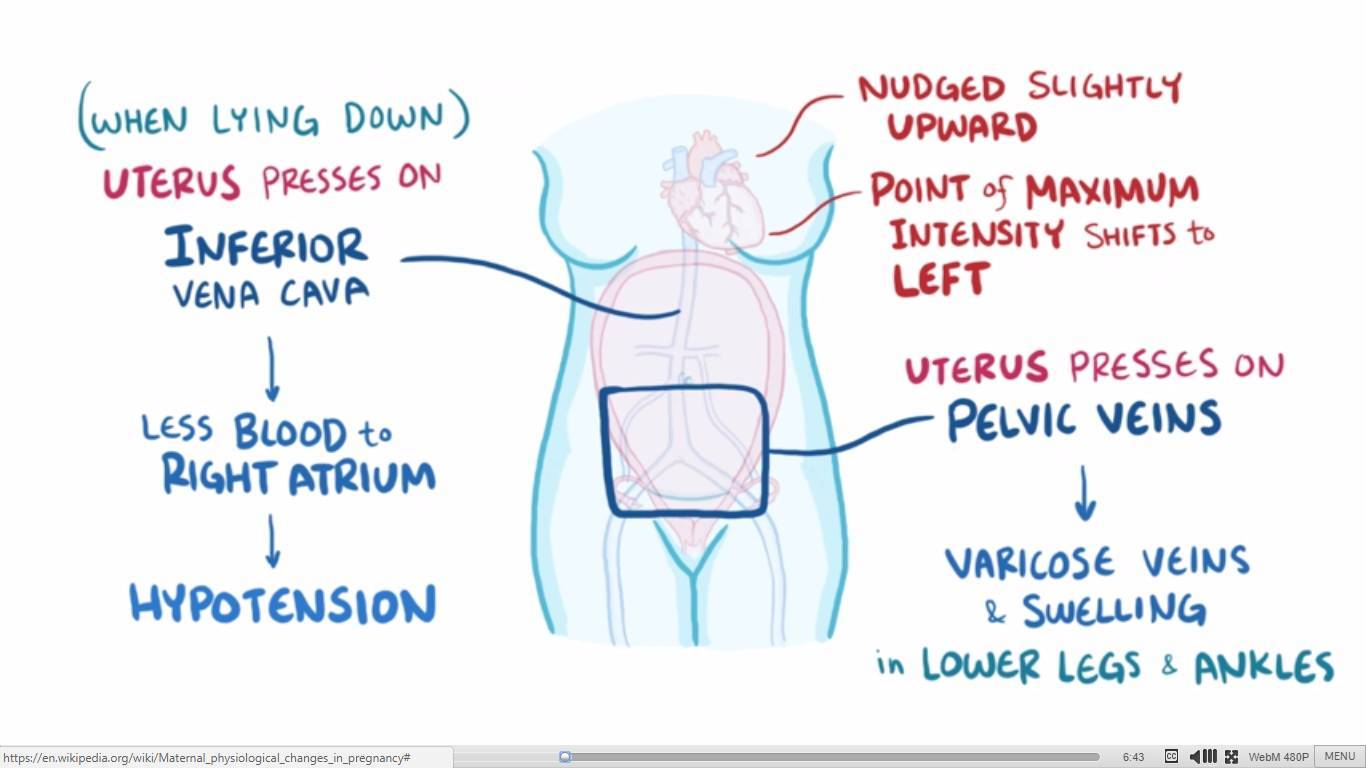 (WHEN LYING DOWN)
UTERUS PRESSES ON
INFERIOR
VENA CAVA
LESS BLOOD to
RIGHT ATRIUM
HYPOTENSION
NUDGED SLIGHTLY
UPWARD
POINT of MAXIMUM
INTENSITY SHIFTS to
LEFT
UTERUS PRESSES ON
PELVIC VEINS
VARICOSE VEINS
& SWELLING
in LOWER LEGS & ANKLES
https://en.wikipedia.org/wiki/Maternal_physiological_changes_in_pregnancy#
6:43
CC
WebM 480P
MENU